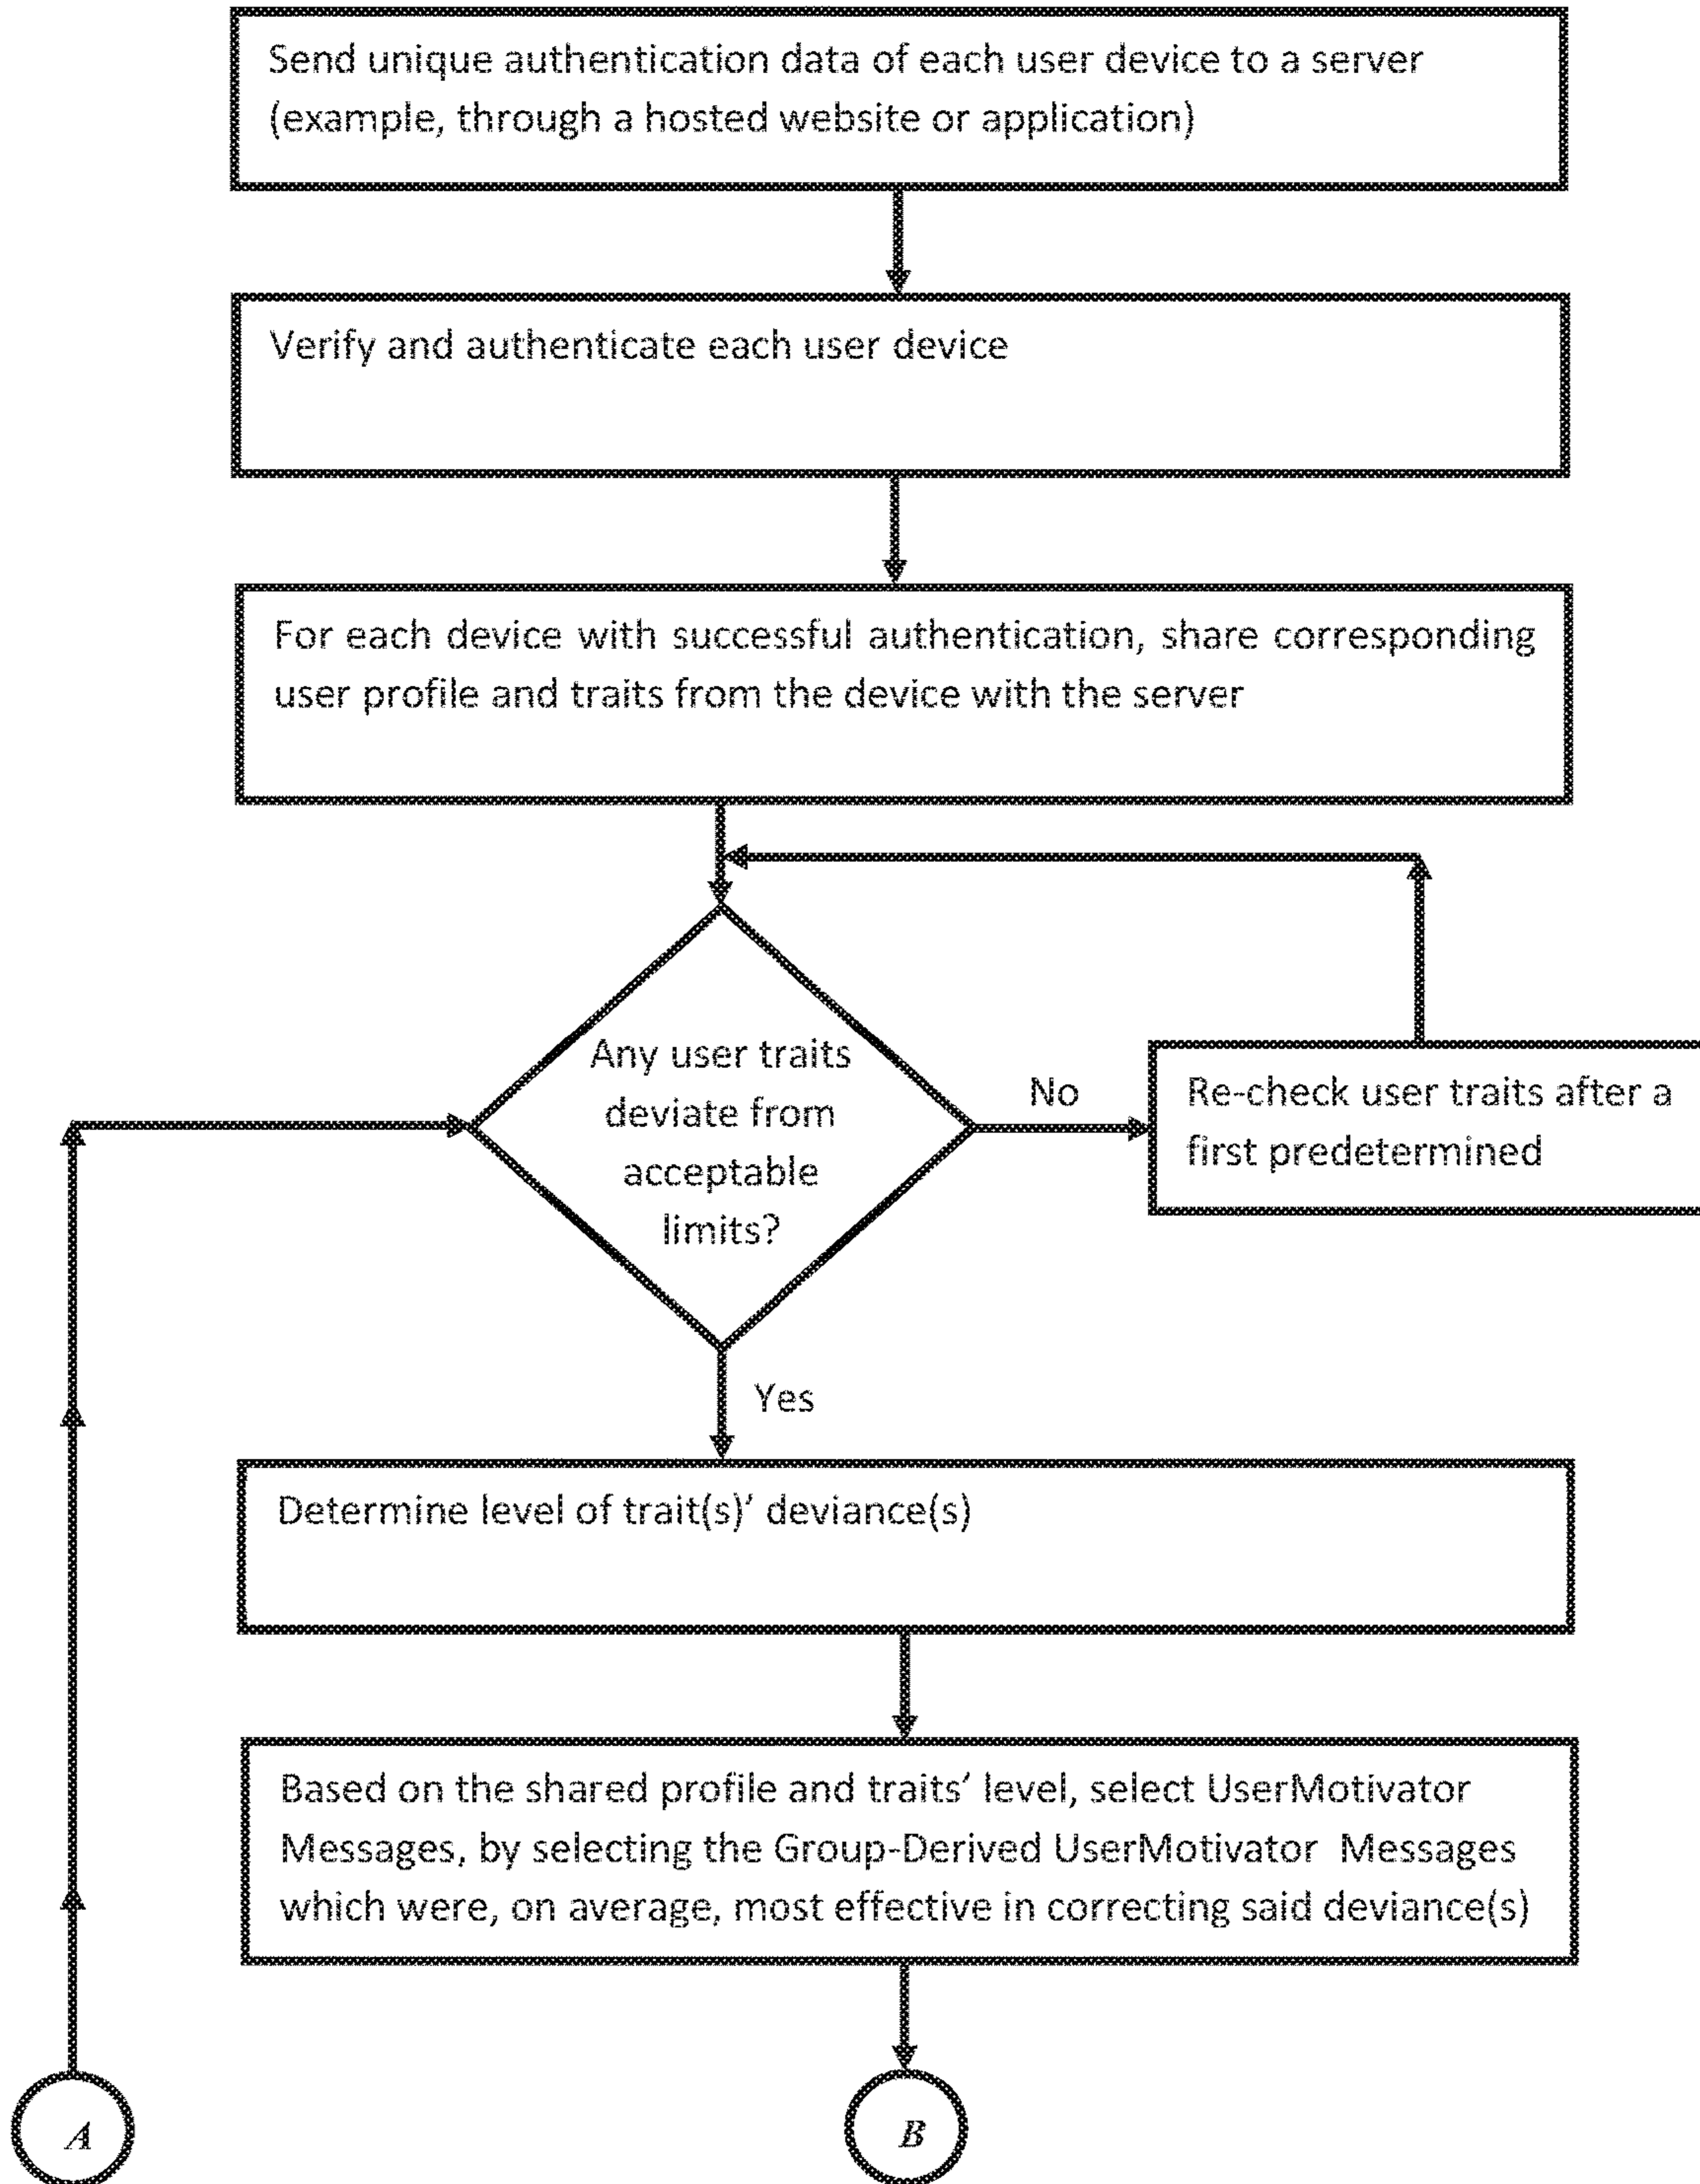 Send unique authentication data of each user device to a server
(example, through a hosted website or application)
Verify and authenticate each user device
For each device with successful authentication, share corresponding
user profile and traits from the device with the server
Any user traits
deviate from
acceptable
limits?
No
Re-check user traits after a
first predetermined
Yes
Determine level of trait(s)’ deviance(s)
Based on the shared profile and traits’ level, select UserMotivator
Messages, by selecting the Group-Derived UserMotivator Messages
which were, on average, most effective in correcting said deviance(s)
A
B